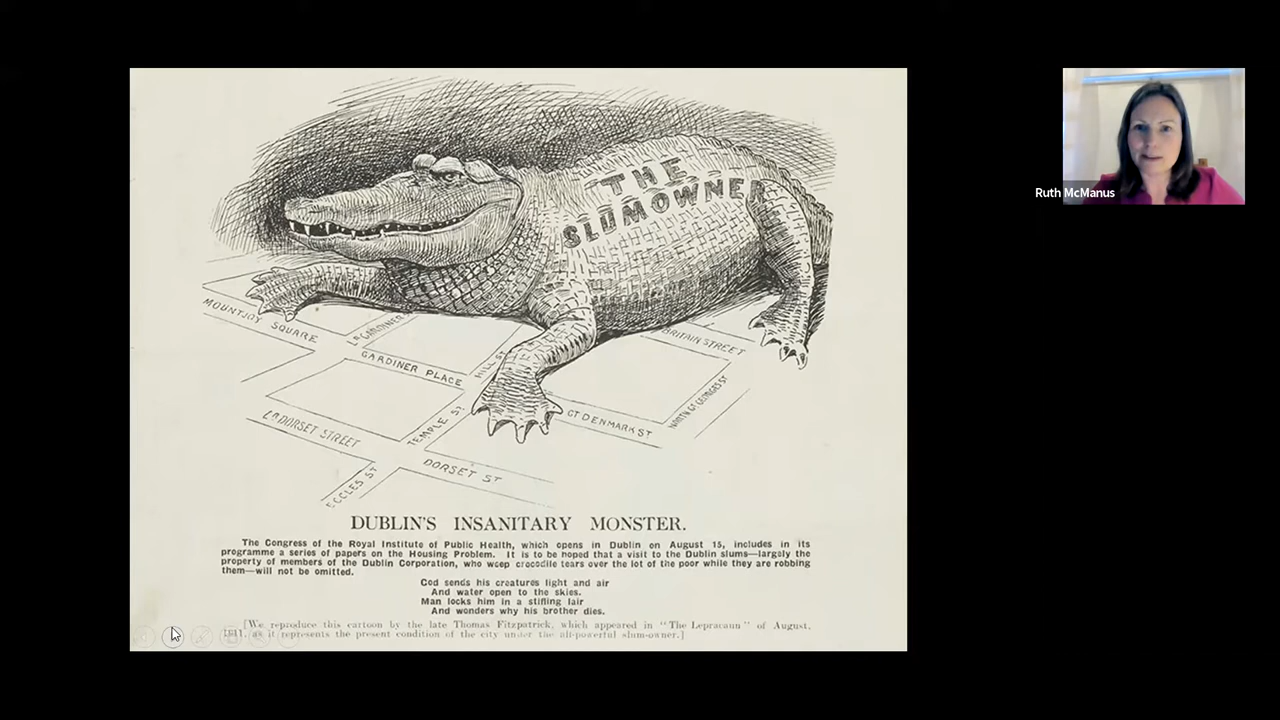 THE
SLUMOWNER
Ruth McManus
MOUNTJOY SQUARE
LR GARDINER
GARDINER PLACE
HILL ST
BRITAIN STREET
NORTH GT GEORGES ST
GT DENMARK ST
TEMPLE ST
LR DORSET STREET
DORSET ST
ECCLES ST
DUBLIN'S INSANITARY MONSTER.
The Congress of the Royal Institute of Public Health, which opens in Dublin on August 15, includes in its
programme a series of papers on the Housing Problem. It is to be hoped that a visit to the Dublin slums—largely the
property of members of the Dublin Corporation, who weep crocodile tears over the lot of the poor while they are robbing
them—will not be omitted.
God sends his creatures light and air
And water open to the skies.
Man locks him in a stifling lair
And wonders why his brother dies.
[We reproduce this cartoon by the late Thomas Fitzpatrick, which appeared in "The Lepracaun" of August,
1911, as it represents the present condition of the city under the all-powerful slum-owner.]